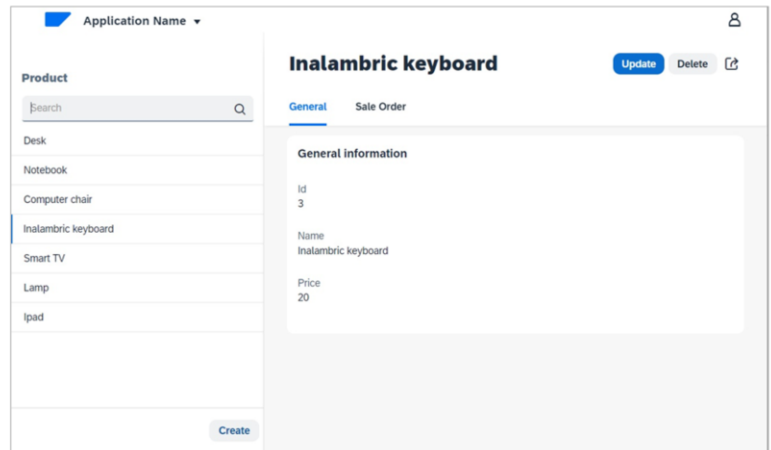 Application Name
Product
Search
Desk
Notebook
Computer chair
Inalambric keyboard
Smart TV
Lamp
Ipad
Create
Inalambric keyboard
Update
Delete
General
Sale Order
General information
Id
3
Name
Inalambric keyboard
Price
20